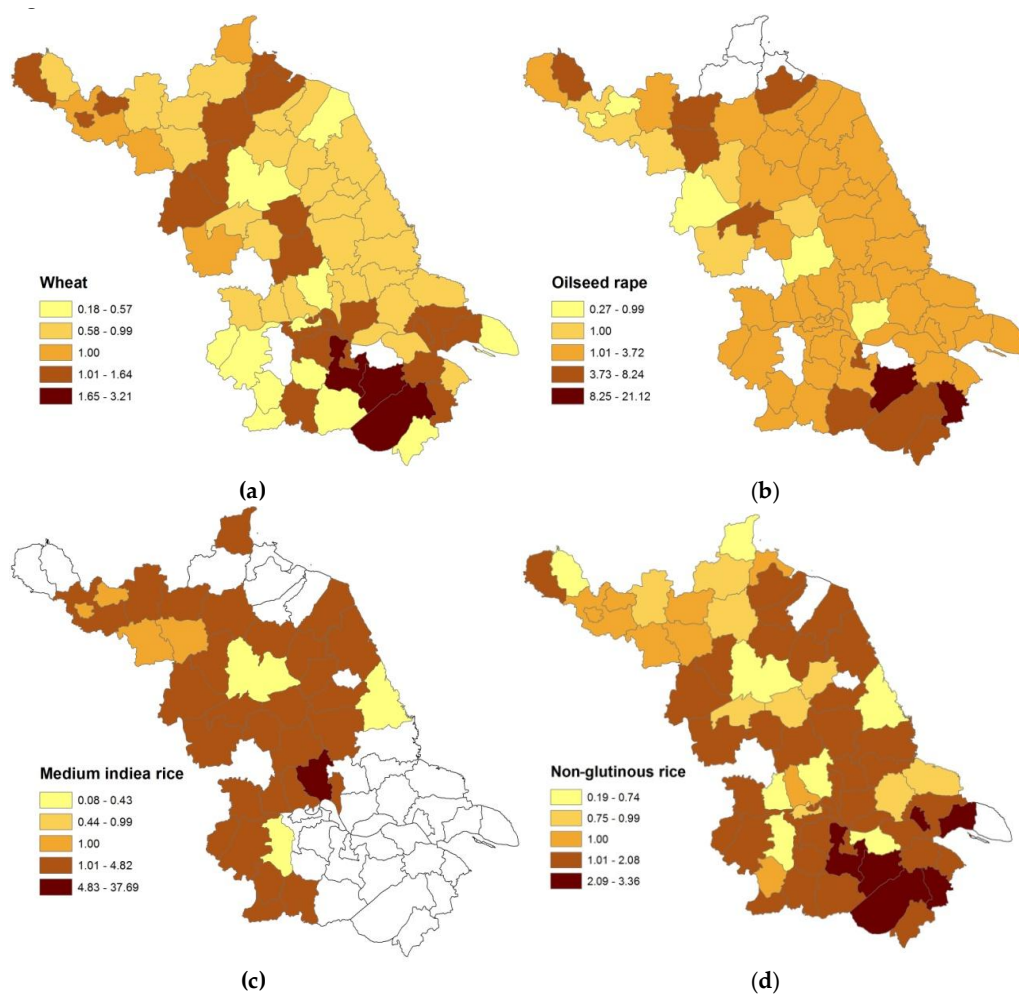 Wheat
0.18 - 0.57
0.58 - 0.99
1.00
1.01 - 1.64
1.65 - 3.21
(a)
Oilseed rape
0.27 - 0.99
1.00
1.01 - 3.72
3.73 - 8.24
8.25 - 21.12
(b)
Medium indiea rice
0.08 - 0.43
0.44 - 0.99
1.00
1.01 - 4.82
4.83 - 37.69
(c)
Non-glutinous rice
0.19 - 0.74
0.75 - 0.99
1.00
1.01 - 2.08
2.09 - 3.36
(d)